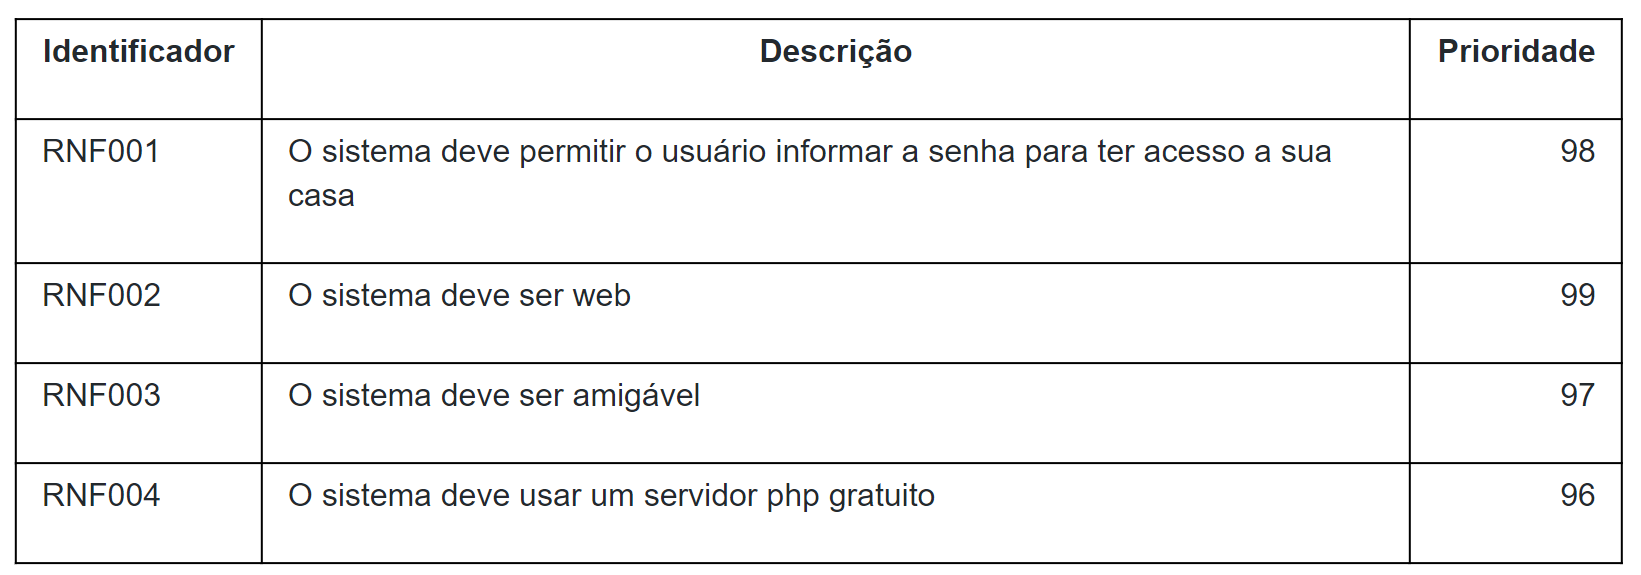 Identificador Descrição Prioridade
RNF001 O sistema deve permitir o usuário informar a senha para ter acesso a sua 98
casa
RNF002 O sistema deve ser web 99
RNF003 O sistema deve ser amigável 97
RNF004 O sistema deve usar um servidor php gratuito 96